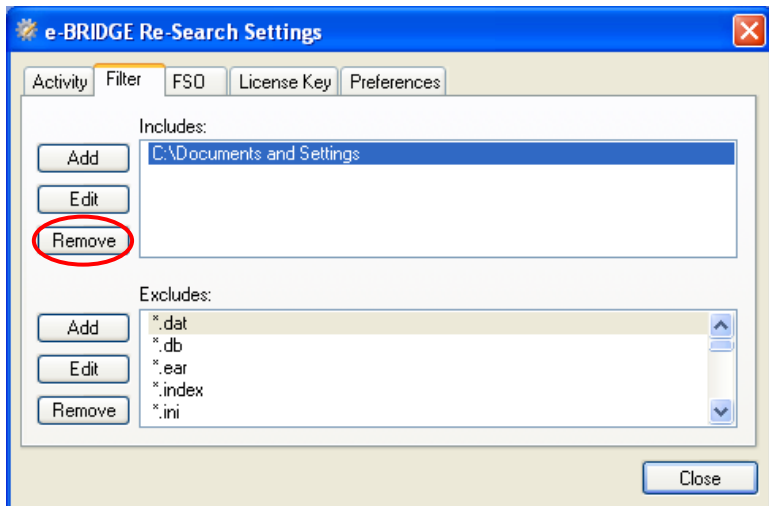 e-BRIDGE Re-Search Settings
Activity Filter FSO License Key Preferences
Includes:
Add
Edit
Remove
C:\Documents and Settings
Excludes:
Add
Edit
Remove
*.dat
*.db
*.ear
*.index
*.ini
Close